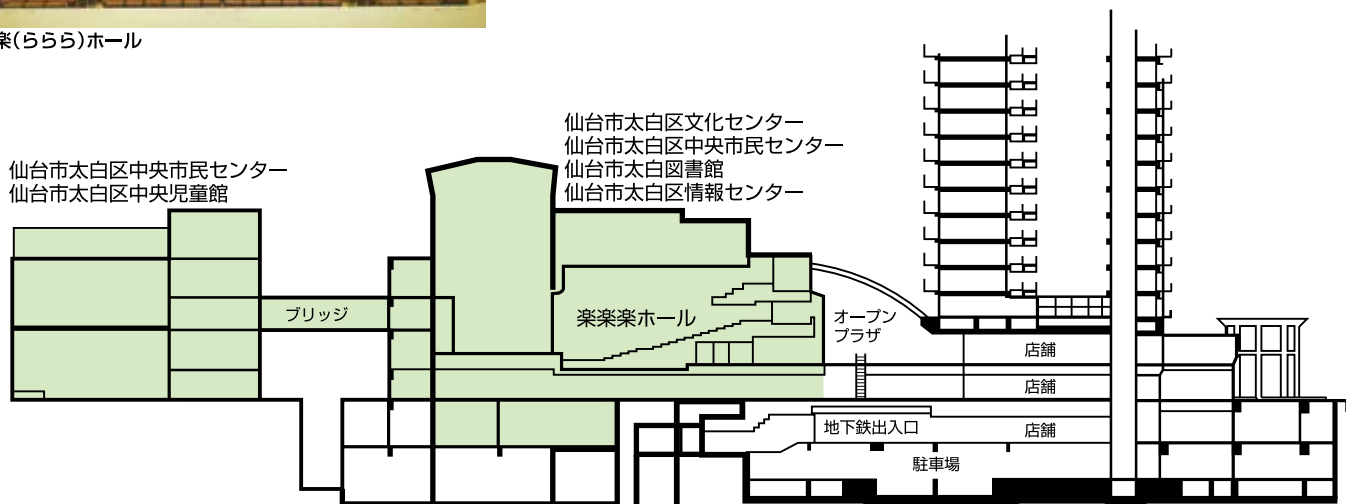 楽(ららら)ホール
仙台市太白区文化センター
仙台市太白区中央市民センター
仙台市太白図書館
仙台市太白区情報センター
仙台市太白区中央市民センター
仙台市太白区中央児童館
ブリッジ
楽楽楽ホール
オープン
プラザ
店舗
店舗
地下鉄出入口
店舗
駐車場